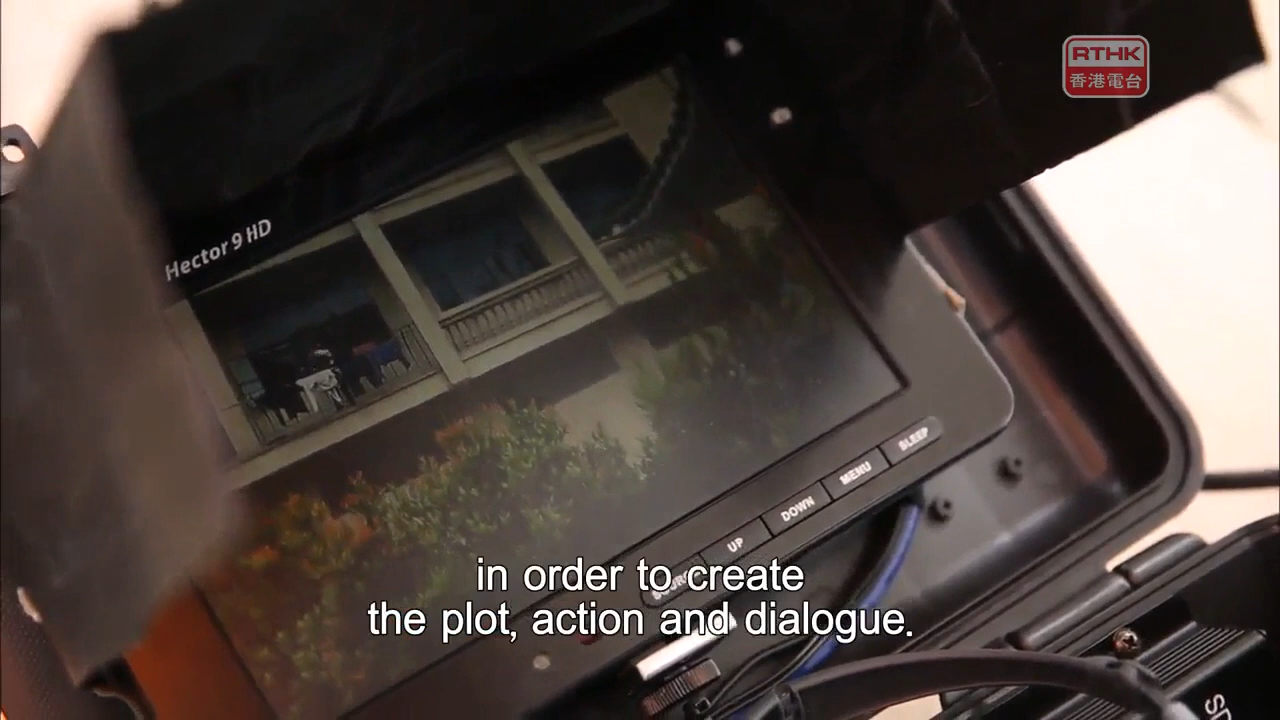 RTHK
香港電台
Hector 9 HD
SLEEP
MENU
DOWN
UP
in order to create
the plot, action and dialogue.